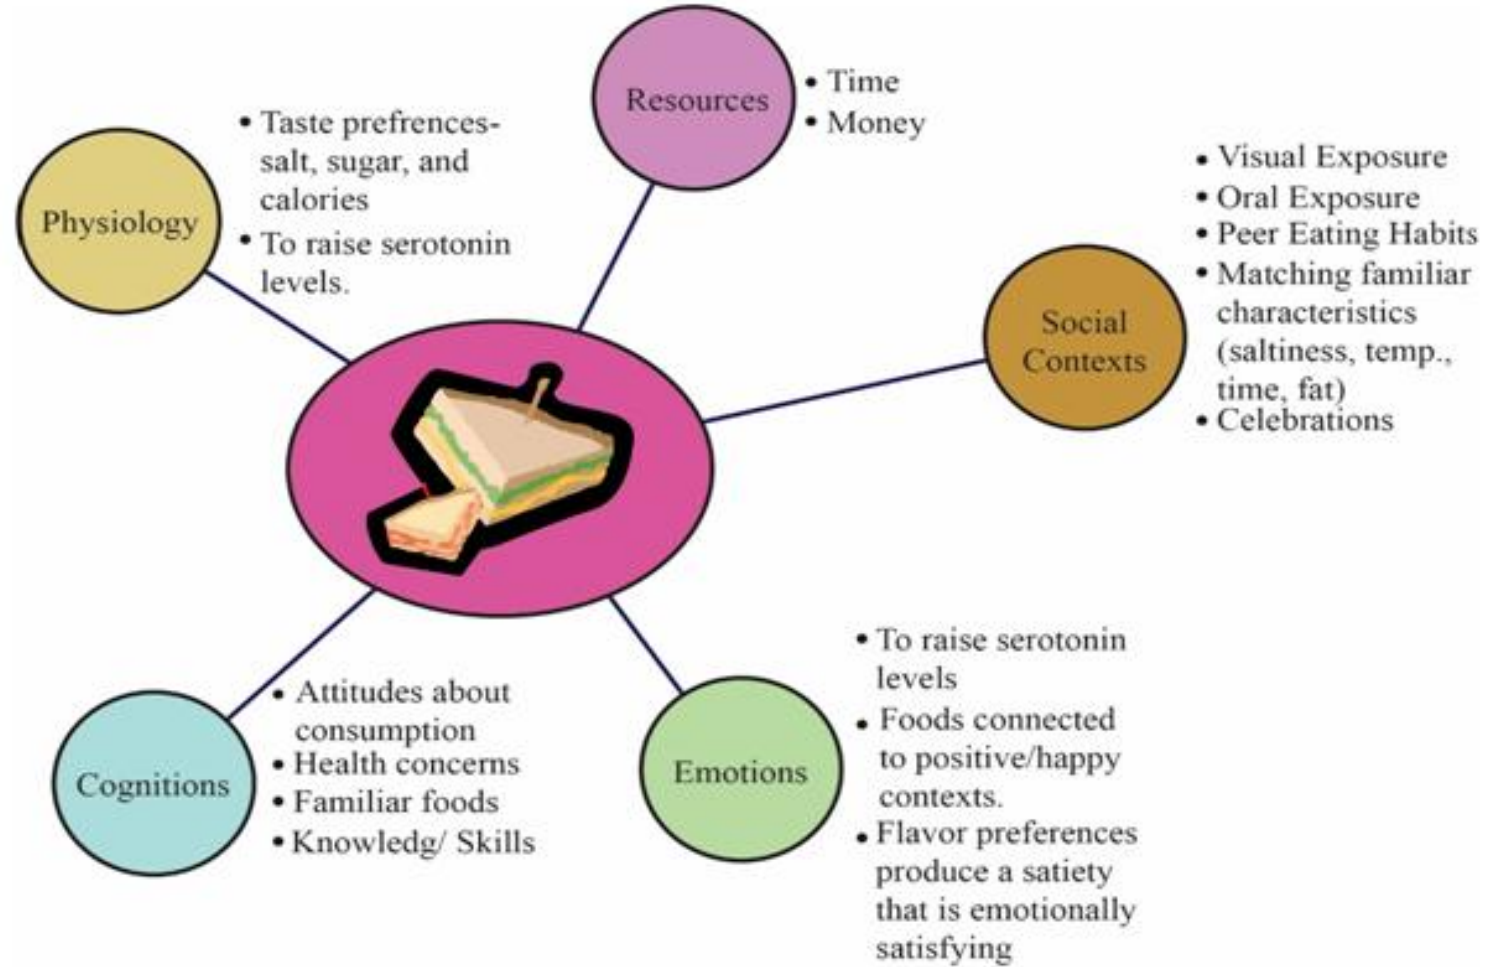 Resources
• Time
• Money
Physiology
• Taste prefrences-
salt, sugar, and
calories
• To raise serotonin
levels.
Social
Contexts
• Visual Exposure
• Oral Exposure
• Peer Eating Habits
• Matching familiar
characteristics
(saltiness, temp.,
time, fat)
• Celebrations
Cognitions
• Attitudes about
consumption
• Health concerns
• Familiar foods
• Knowledg/ Skills
Emotions
• To raise serotonin
levels
• Foods connected
to positive/happy
contexts.
• Flavor preferences
produce a satiety
that is emotionally
satisfying